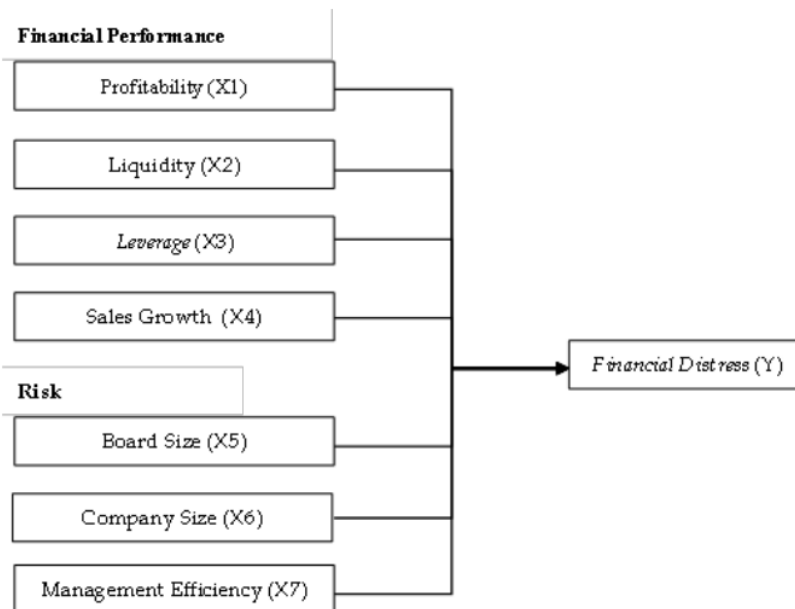 Financial Performance
Profitability (X1)
Liquidity (X2)
Leverage (X3)
Sales Growth (X4)
Financial Distress (Y)
Risk
Board Size (X5)
Company Size (X6)
Management Efficiency (X7)